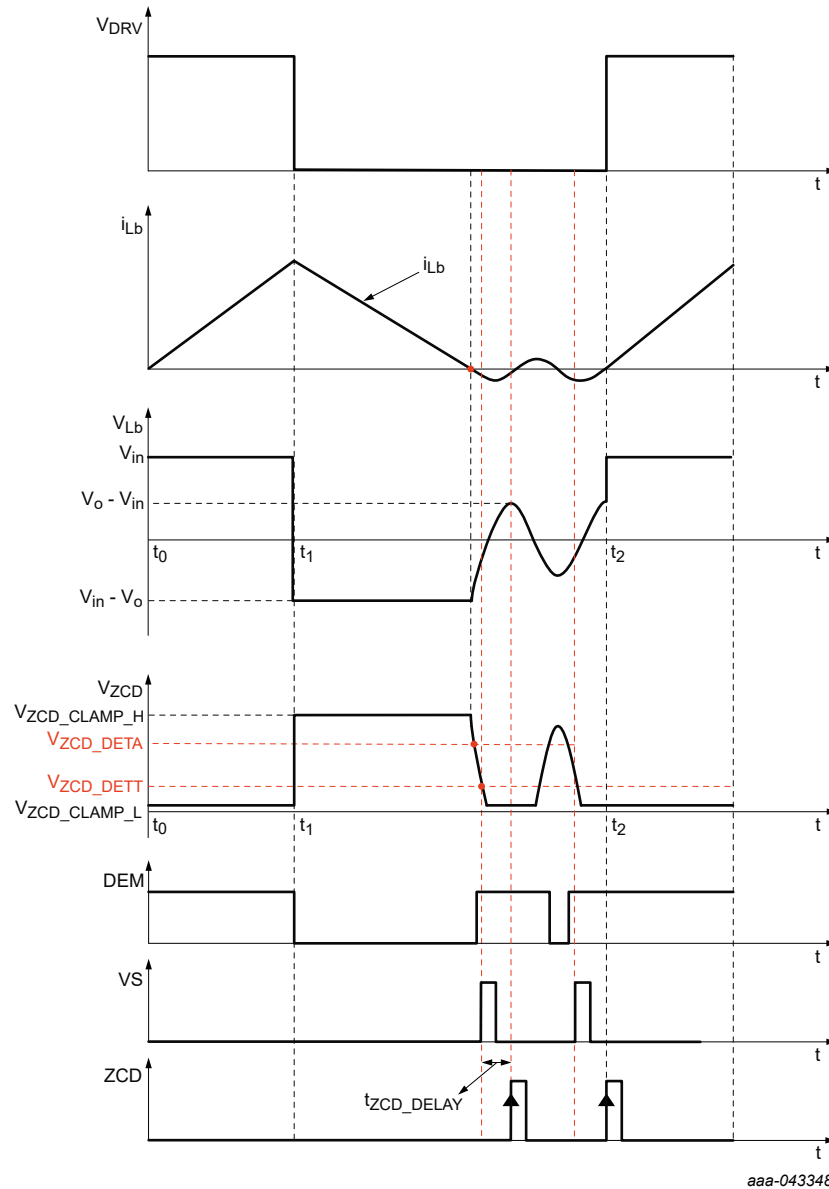 VDRV
t
iLb
iLb
t
VLb
Vin
Vo - Vin
t0
t1
t2
t
Vin - Vo
VZCD
VZCD_CLAMP_H
VZCD_DETA
VZCD_DETT
VZCD_CLAMP_L
t0
t1
t2
t
DEM
t
VS
t
ZCD
tZCD_DELAY
t
aaa-043348